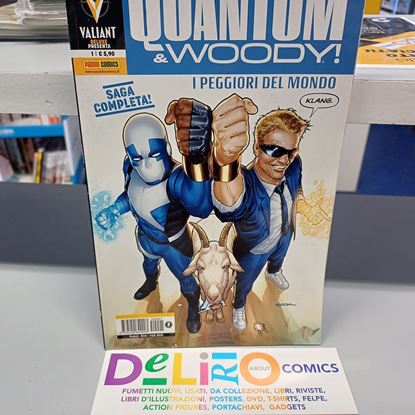 VALIANT
DELUXE
PRESENTA
1 | € 5,90
PANINI COMICS
QUANTUM
& WOODY!
I PEGGIORI DEL MONDO
SAGA
COMPLETA!
KLANG.
DELIRIO ABOUT COMICS
FUMETTI NUOVI, USATI, DA COLLEZIONE, LIBRI, RIVISTE,
LIBRI D'ILLUSTRAZIONI, POSTERS, DVD, T-SHIRTS, FELPE,
ACTION FIGURES, PORTACHIAVI, GADGETS